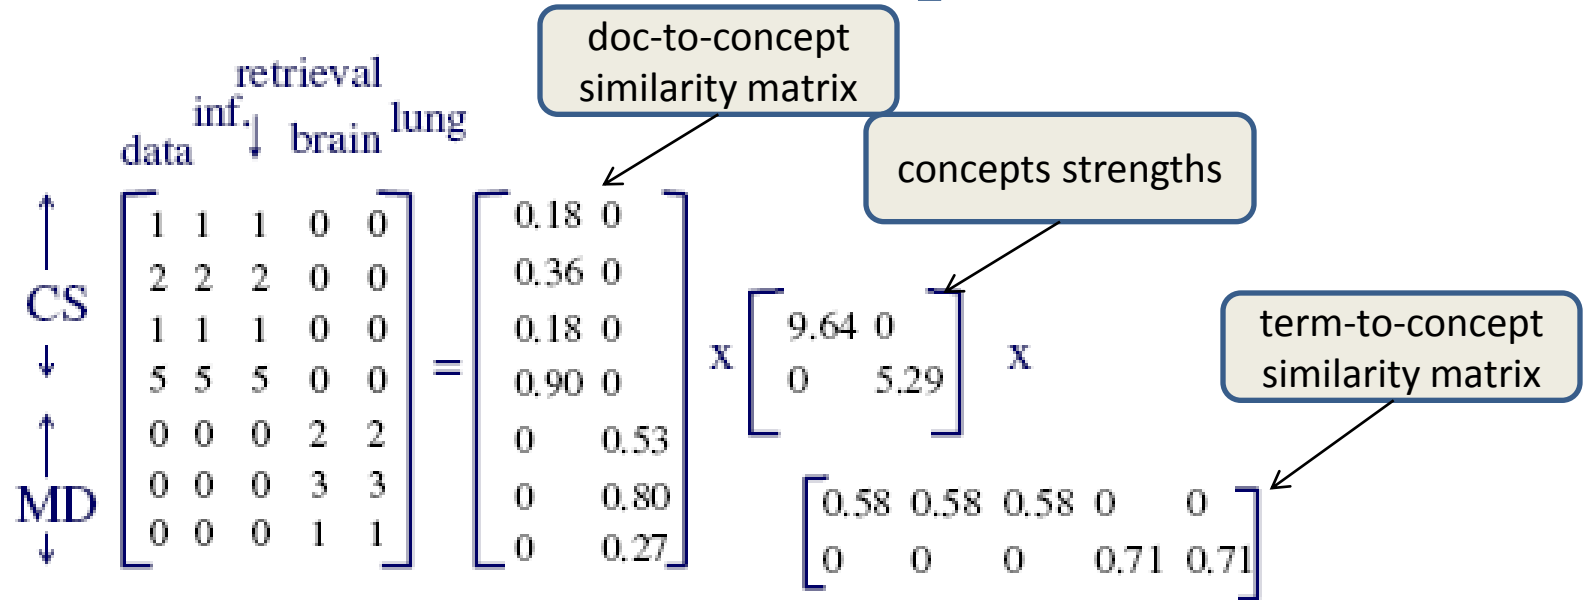 doc-to-concept
similarity matrix
retrieval
inf.
lung
brain
data
concepts strengths
term-to-concept
similarity matrix
CS
MD
1 1 1 0 0
2 2 2 0 0
1 1 1 0 0
5 5 5 0 0
0 0 0 2 2
0 0 0 3 3
0 0 0 1 1
=
0.18 0
0.36 0
0.18 0
0.90 0
0 0.53
0 0.80
0 0.27
x
9.64 0
0 5.29
x
0.58 0.58 0.58 0 0
0 0 0 0.71 0.71